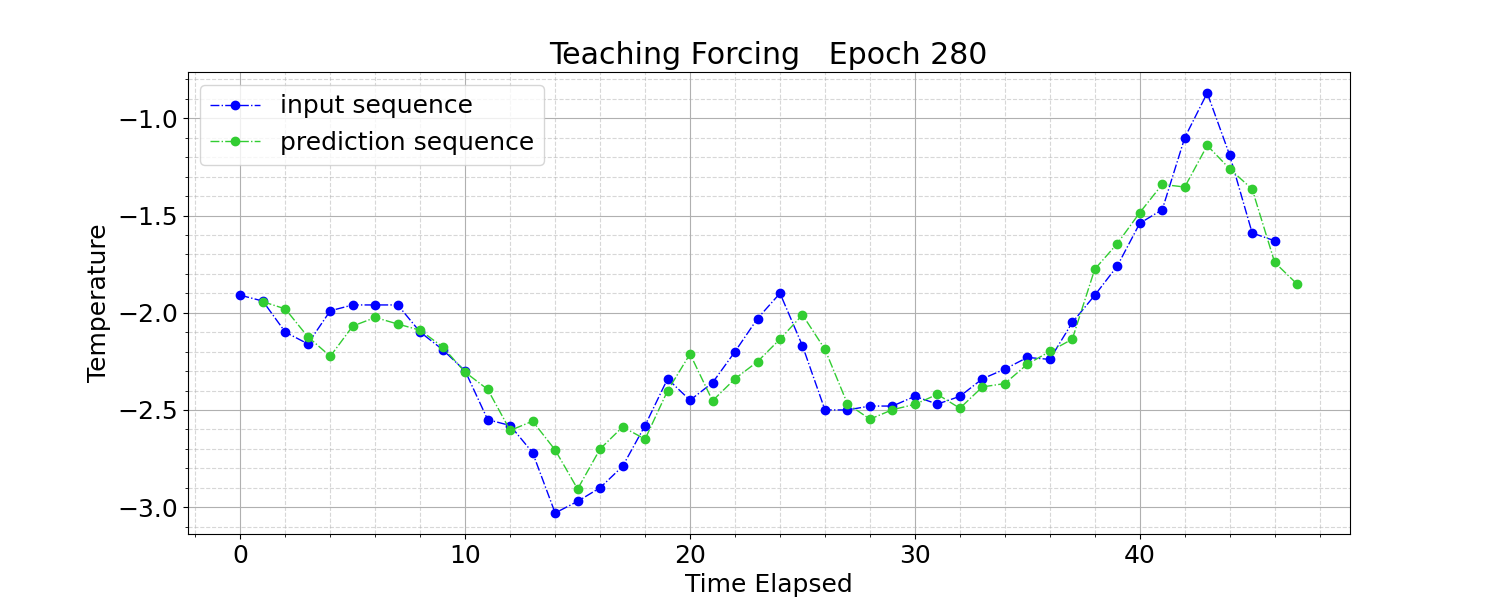 Teaching Forcing   Epoch 280
input sequence
prediction sequence
−1.0
−1.5
−2.0
−2.5
−3.0
Temperature
0 10 20 30 40
Time Elapsed